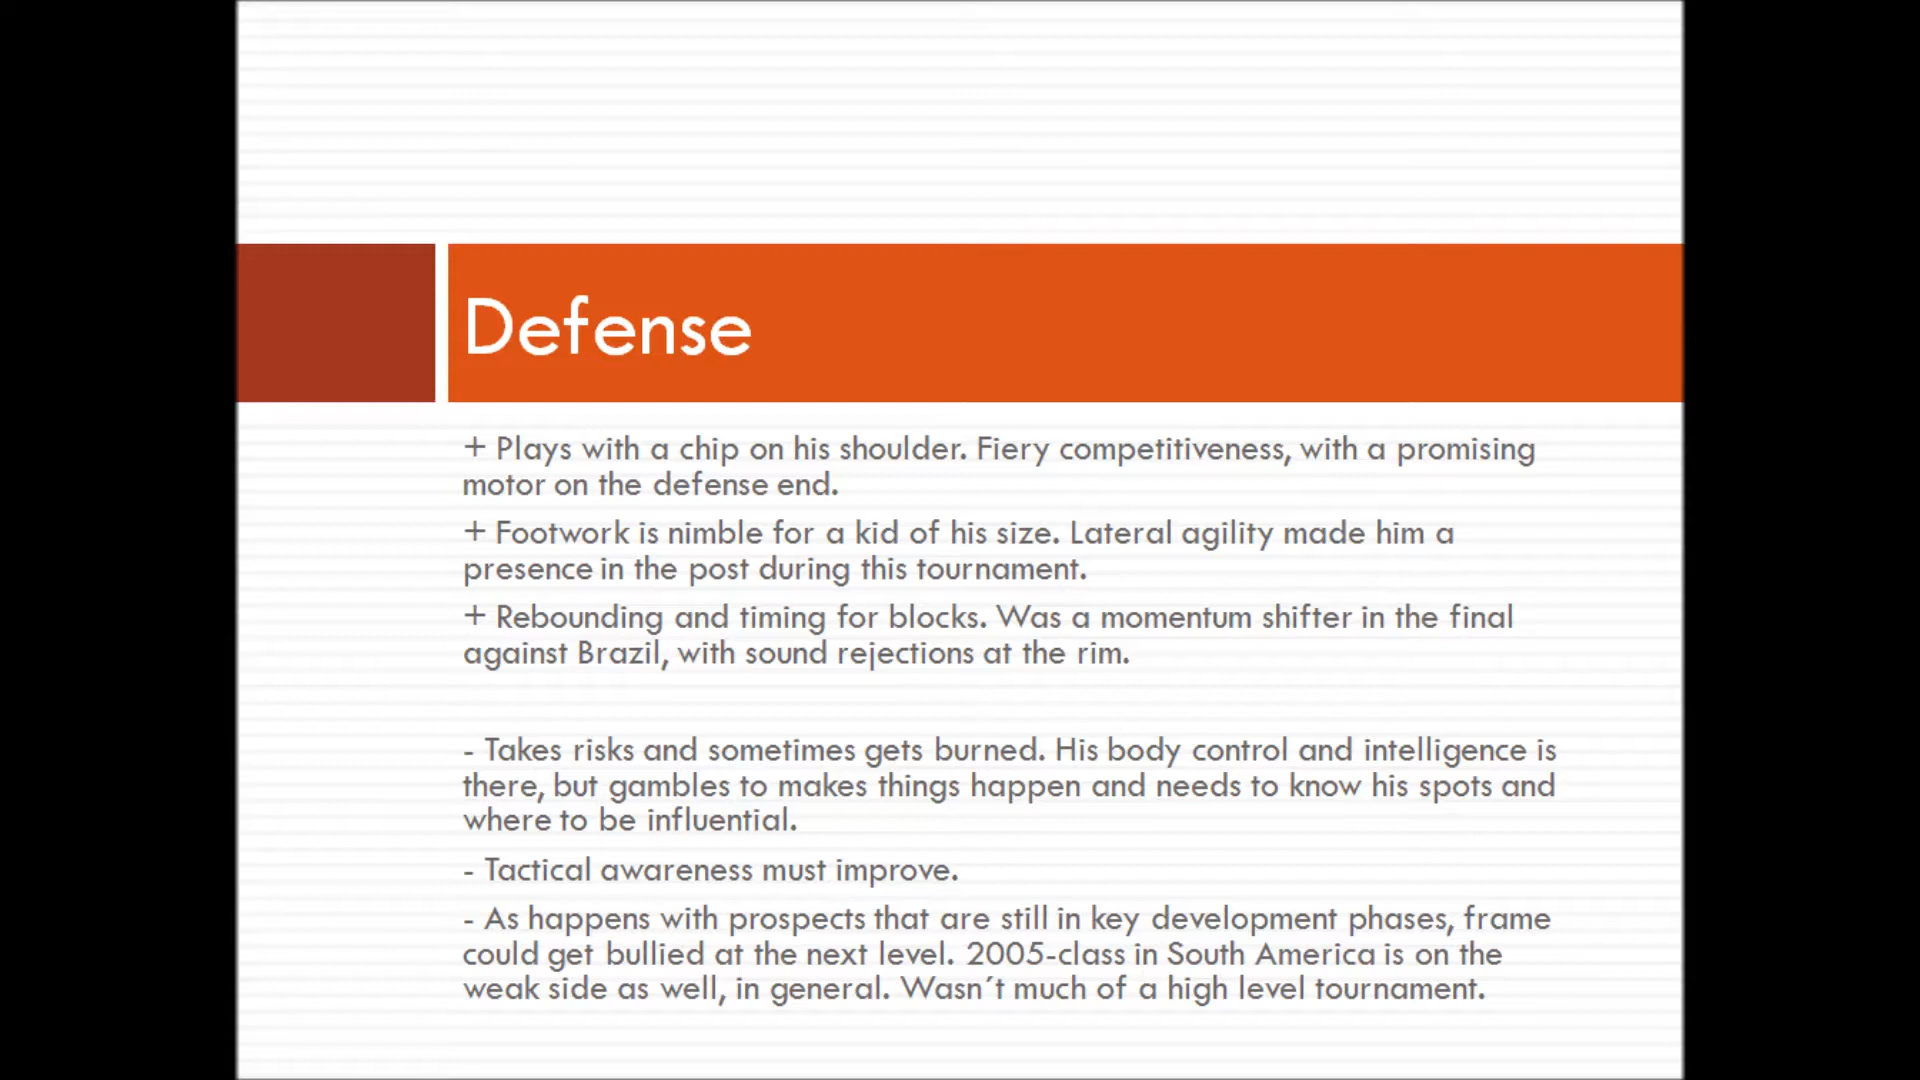 Defense
+ Plays with a chip on his shoulder. Fiery competitiveness, with a promising
motor on the defense end.
+ Footwork is nimble for a kid of his size. Lateral agility made him a
presence in the post during this tournament.
+ Rebounding and timing for blocks. Was a momentum shifter in the final
against Brazil, with sound rejections at the rim.
- Takes risks and sometimes gets burned. His body control and intelligence is
there, but gambles to makes things happen and needs to know his spots and
where to be influential.
- Tactical awareness must improve.
- As happens with prospects that are still in key development phases, frame
could get bullied at the next level. 2005-class in South America is on the
weak side as well, in general. Wasn´t much of a high level tournament.